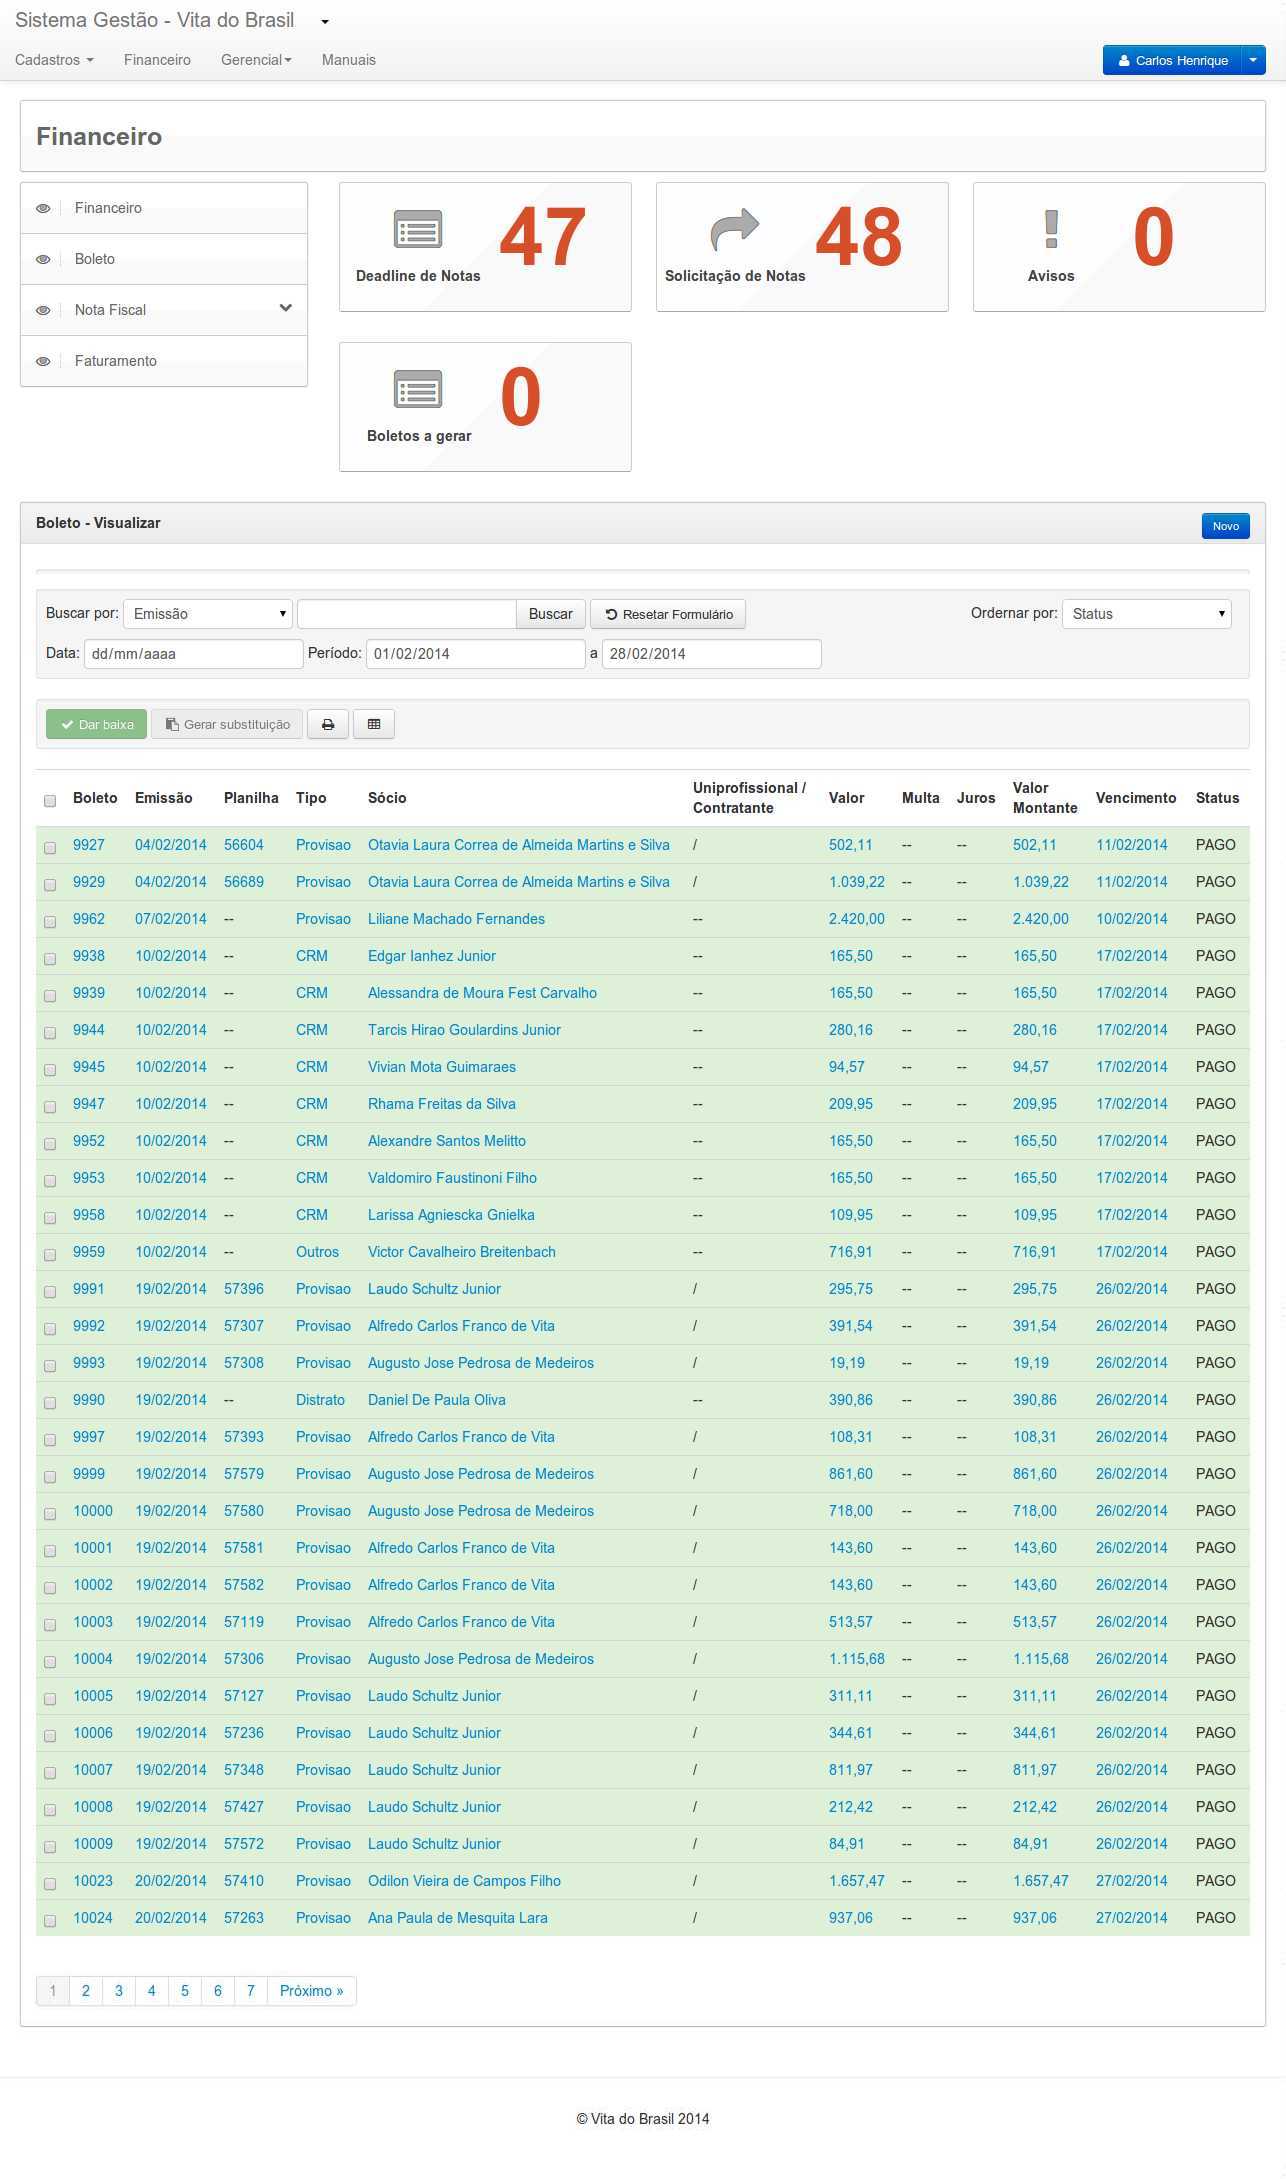 Sistema Gestão - Vita do Brasil
Cadastros Financeiro Gerencial Manuais Carlos Henrique
Financeiro
Financeiro
Boleto
Nota Fiscal
Faturamento
47
Deadline de Notas
48
Solicitação de Notas
0
Avisos
0
Boletos a gerar
Boleto - Visualizar Novo
Buscar por: Emissão Buscar Resetar Formulário Ordernar por: Status
Data: dd/mm/aaaa Período: 01/02/2014 a 28/02/2014
Dar baixa Gerar substituição
Boleto Emissão Planilha Tipo Sócio Uniprofissional / Contratante Valor Multa Juros Valor Montante Vencimento Status
9927 04/02/2014 56604 Provisao Otavia Laura Correa de Almeida Martins e Silva / 502,11 -- -- 502,11 11/02/2014 PAGO
9929 04/02/2014 56689 Provisao Otavia Laura Correa de Almeida Martins e Silva / 1.039,22 -- -- 1.039,22 11/02/2014 PAGO
9962 07/02/2014 -- Provisao Liliane Machado Fernandes -- 2.420,00 -- -- 2.420,00 10/02/2014 PAGO
9938 10/02/2014 -- CRM Edgar Ianhez Junior -- 165,50 -- -- 165,50 17/02/2014 PAGO
9939 10/02/2014 -- CRM Alessandra de Moura Fest Carvalho -- 165,50 -- -- 165,50 17/02/2014 PAGO
9944 10/02/2014 -- CRM Tarcis Hirao Goulardins Junior -- 280,16 -- -- 280,16 17/02/2014 PAGO
9945 10/02/2014 -- CRM Vivian Mota Guimaraes -- 94,57 -- -- 94,57 17/02/2014 PAGO
9947 10/02/2014 -- CRM Rhama Freitas da Silva -- 209,95 -- -- 209,95 17/02/2014 PAGO
9952 10/02/2014 -- CRM Alexandre Santos Melitto -- 165,50 -- -- 165,50 17/02/2014 PAGO
9953 10/02/2014 -- CRM Valdomiro Faustinoni Filho -- 165,50 -- -- 165,50 17/02/2014 PAGO
9958 10/02/2014 -- CRM Larissa Agniescka Gnielka -- 109,95 -- -- 109,95 17/02/2014 PAGO
9959 10/02/2014 -- Outros Victor Cavalheiro Breitenbach -- 716,91 -- -- 716,91 17/02/2014 PAGO
9991 19/02/2014 57396 Provisao Laudo Schultz Junior / 295,75 -- -- 295,75 26/02/2014 PAGO
9992 19/02/2014 57307 Provisao Alfredo Carlos Franco de Vita / 391,54 -- -- 391,54 26/02/2014 PAGO
9993 19/02/2014 57308 Provisao Augusto Jose Pedrosa de Medeiros / 19,19 -- -- 19,19 26/02/2014 PAGO
9990 19/02/2014 -- Distrato Daniel De Paula Oliva -- 390,86 -- -- 390,86 26/02/2014 PAGO
9997 19/02/2014 57393 Provisao Alfredo Carlos Franco de Vita / 108,31 -- -- 108,31 26/02/2014 PAGO
9999 19/02/2014 57579 Provisao Augusto Jose Pedrosa de Medeiros / 861,60 -- -- 861,60 26/02/2014 PAGO
10000 19/02/2014 57580 Provisao Augusto Jose Pedrosa de Medeiros / 718,00 -- -- 718,00 26/02/2014 PAGO
10001 19/02/2014 57581 Provisao Alfredo Carlos Franco de Vita / 143,60 -- -- 143,60 26/02/2014 PAGO
10002 19/02/2014 57582 Provisao Alfredo Carlos Franco de Vita / 143,60 -- -- 143,60 26/02/2014 PAGO
10003 19/02/2014 57119 Provisao Alfredo Carlos Franco de Vita / 513,57 -- -- 513,57 26/02/2014 PAGO
10004 19/02/2014 57306 Provisao Augusto Jose Pedrosa de Medeiros / 1.115,68 -- -- 1.115,68 26/02/2014 PAGO
10005 19/02/2014 57127 Provisao Laudo Schultz Junior / 311,11 -- -- 311,11 26/02/2014 PAGO
10006 19/02/2014 57236 Provisao Laudo Schultz Junior / 344,61 -- -- 344,61 26/02/2014 PAGO
10007 19/02/2014 57348 Provisao Laudo Schultz Junior / 811,97 -- -- 811,97 26/02/2014 PAGO
10008 19/02/2014 57427 Provisao Laudo Schultz Junior / 212,42 -- -- 212,42 26/02/2014 PAGO
10009 19/02/2014 57572 Provisao Laudo Schultz Junior / 84,91 -- -- 84,91 26/02/2014 PAGO
10023 20/02/2014 57410 Provisao Odilon Vieira de Campos Filho / 1.657,47 -- -- 1.657,47 27/02/2014 PAGO
10024 20/02/2014 57263 Provisao Ana Paula de Mesquita Lara / 937,06 -- -- 937,06 27/02/2014 PAGO
1 2 3 4 5 6 7 Próximo »
© Vita do Brasil 2014